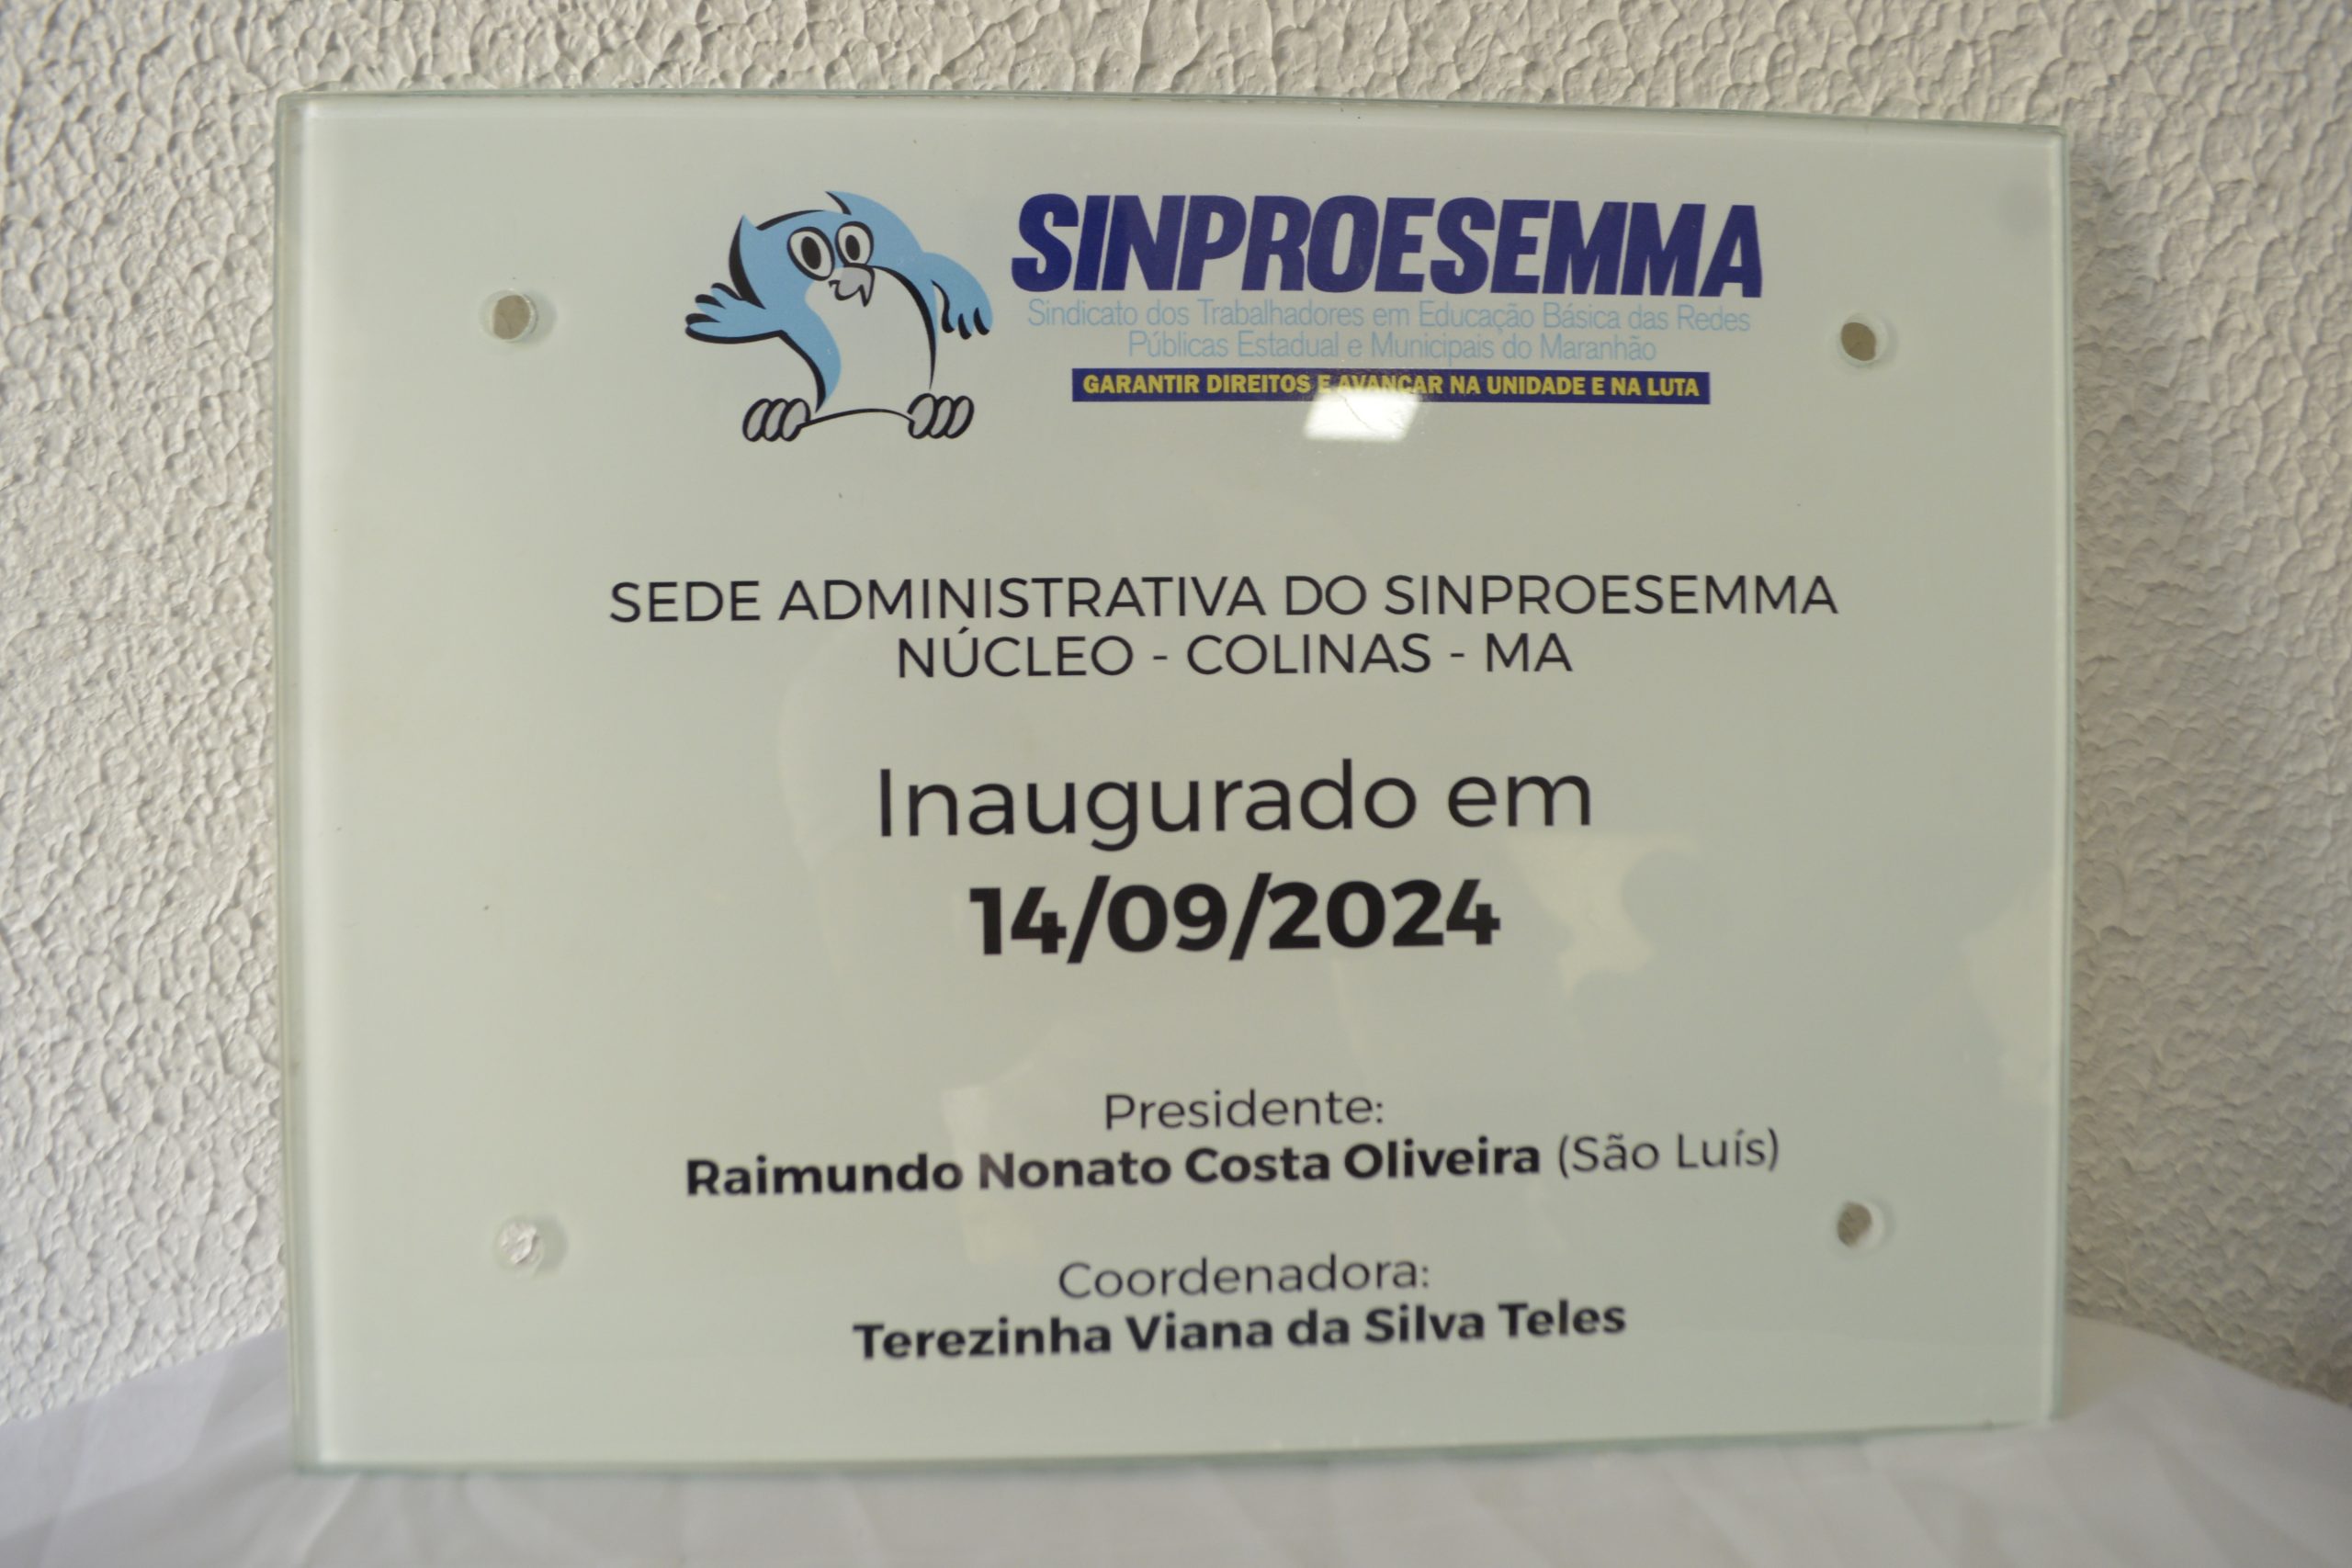 SINPROESEMMA
Sindicato dos Trabalhadores em Educação Básica das Redes
Públicas Estadual e Municipais do Maranhão
GARANTIR DIREITOS E AVANÇAR NA UNIDADE E NA LUTA
SEDE ADMINISTRATIVA DO SINPROESEMMA
NÚCLEO - COLINAS - MA
Inaugurado em
14/09/2024
Presidente:
Raimundo Nonato Costa Oliveira (São Luís)
Coordenadora:
Terezinha Viana da Silva Teles